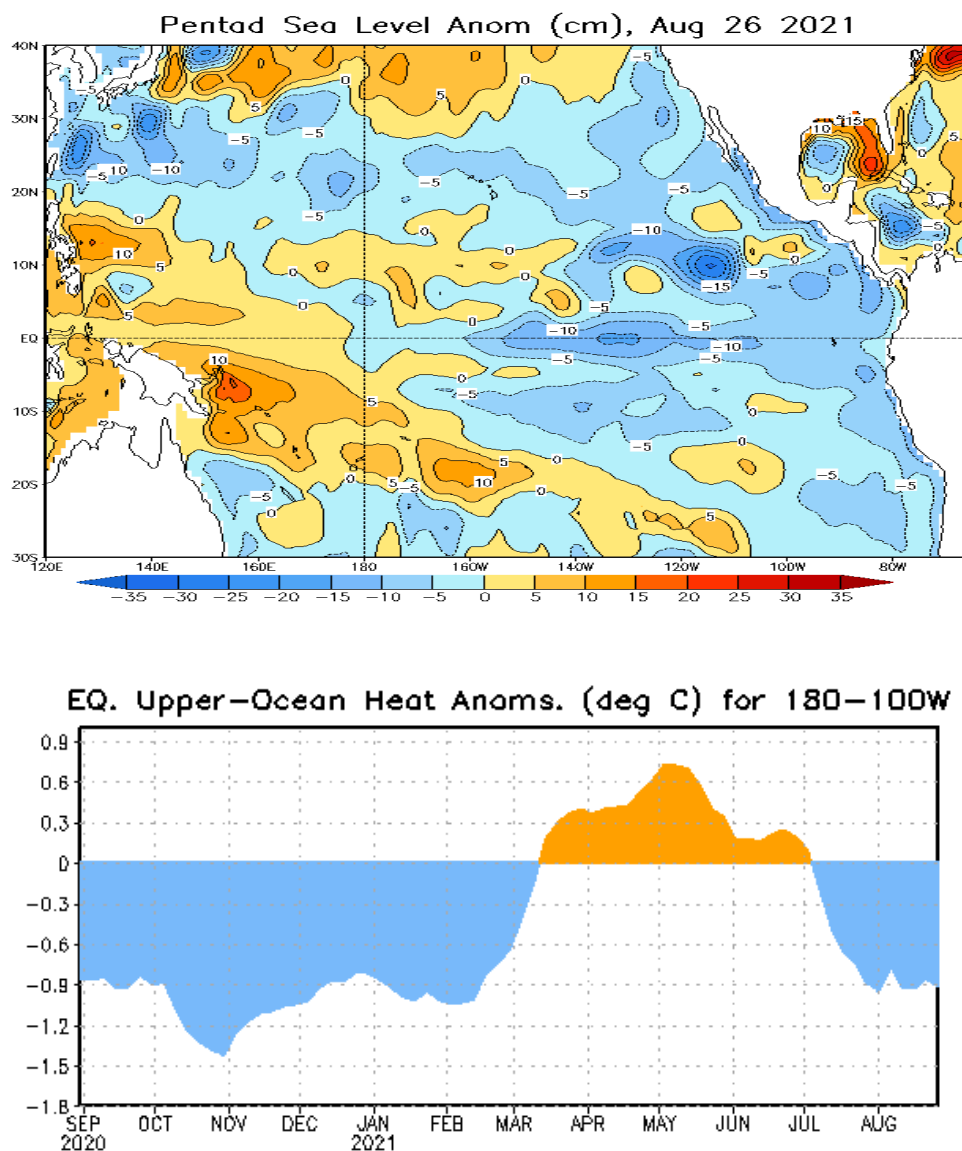 Pentad Sea Level Anom (cm), Aug 26 2021
40N
30N
20N
10N
EQ
10S
20S
30S
120E 140E 160E 180 160W 140W 120W 100W 80W
−35 −30 −25 −20 −15 −10 −5 0 5 10 15 20 25 30 35
EQ. Upper−Ocean Heat Anoms. (deg C) for 180−100W
0.9
0.6
0.3
0
−0.3
−0.6
−0.9
−1.2
−1.5
−1.8
SEP OCT NOV DEC JAN FEB MAR APR MAY JUN JUL AUG
2020 2021